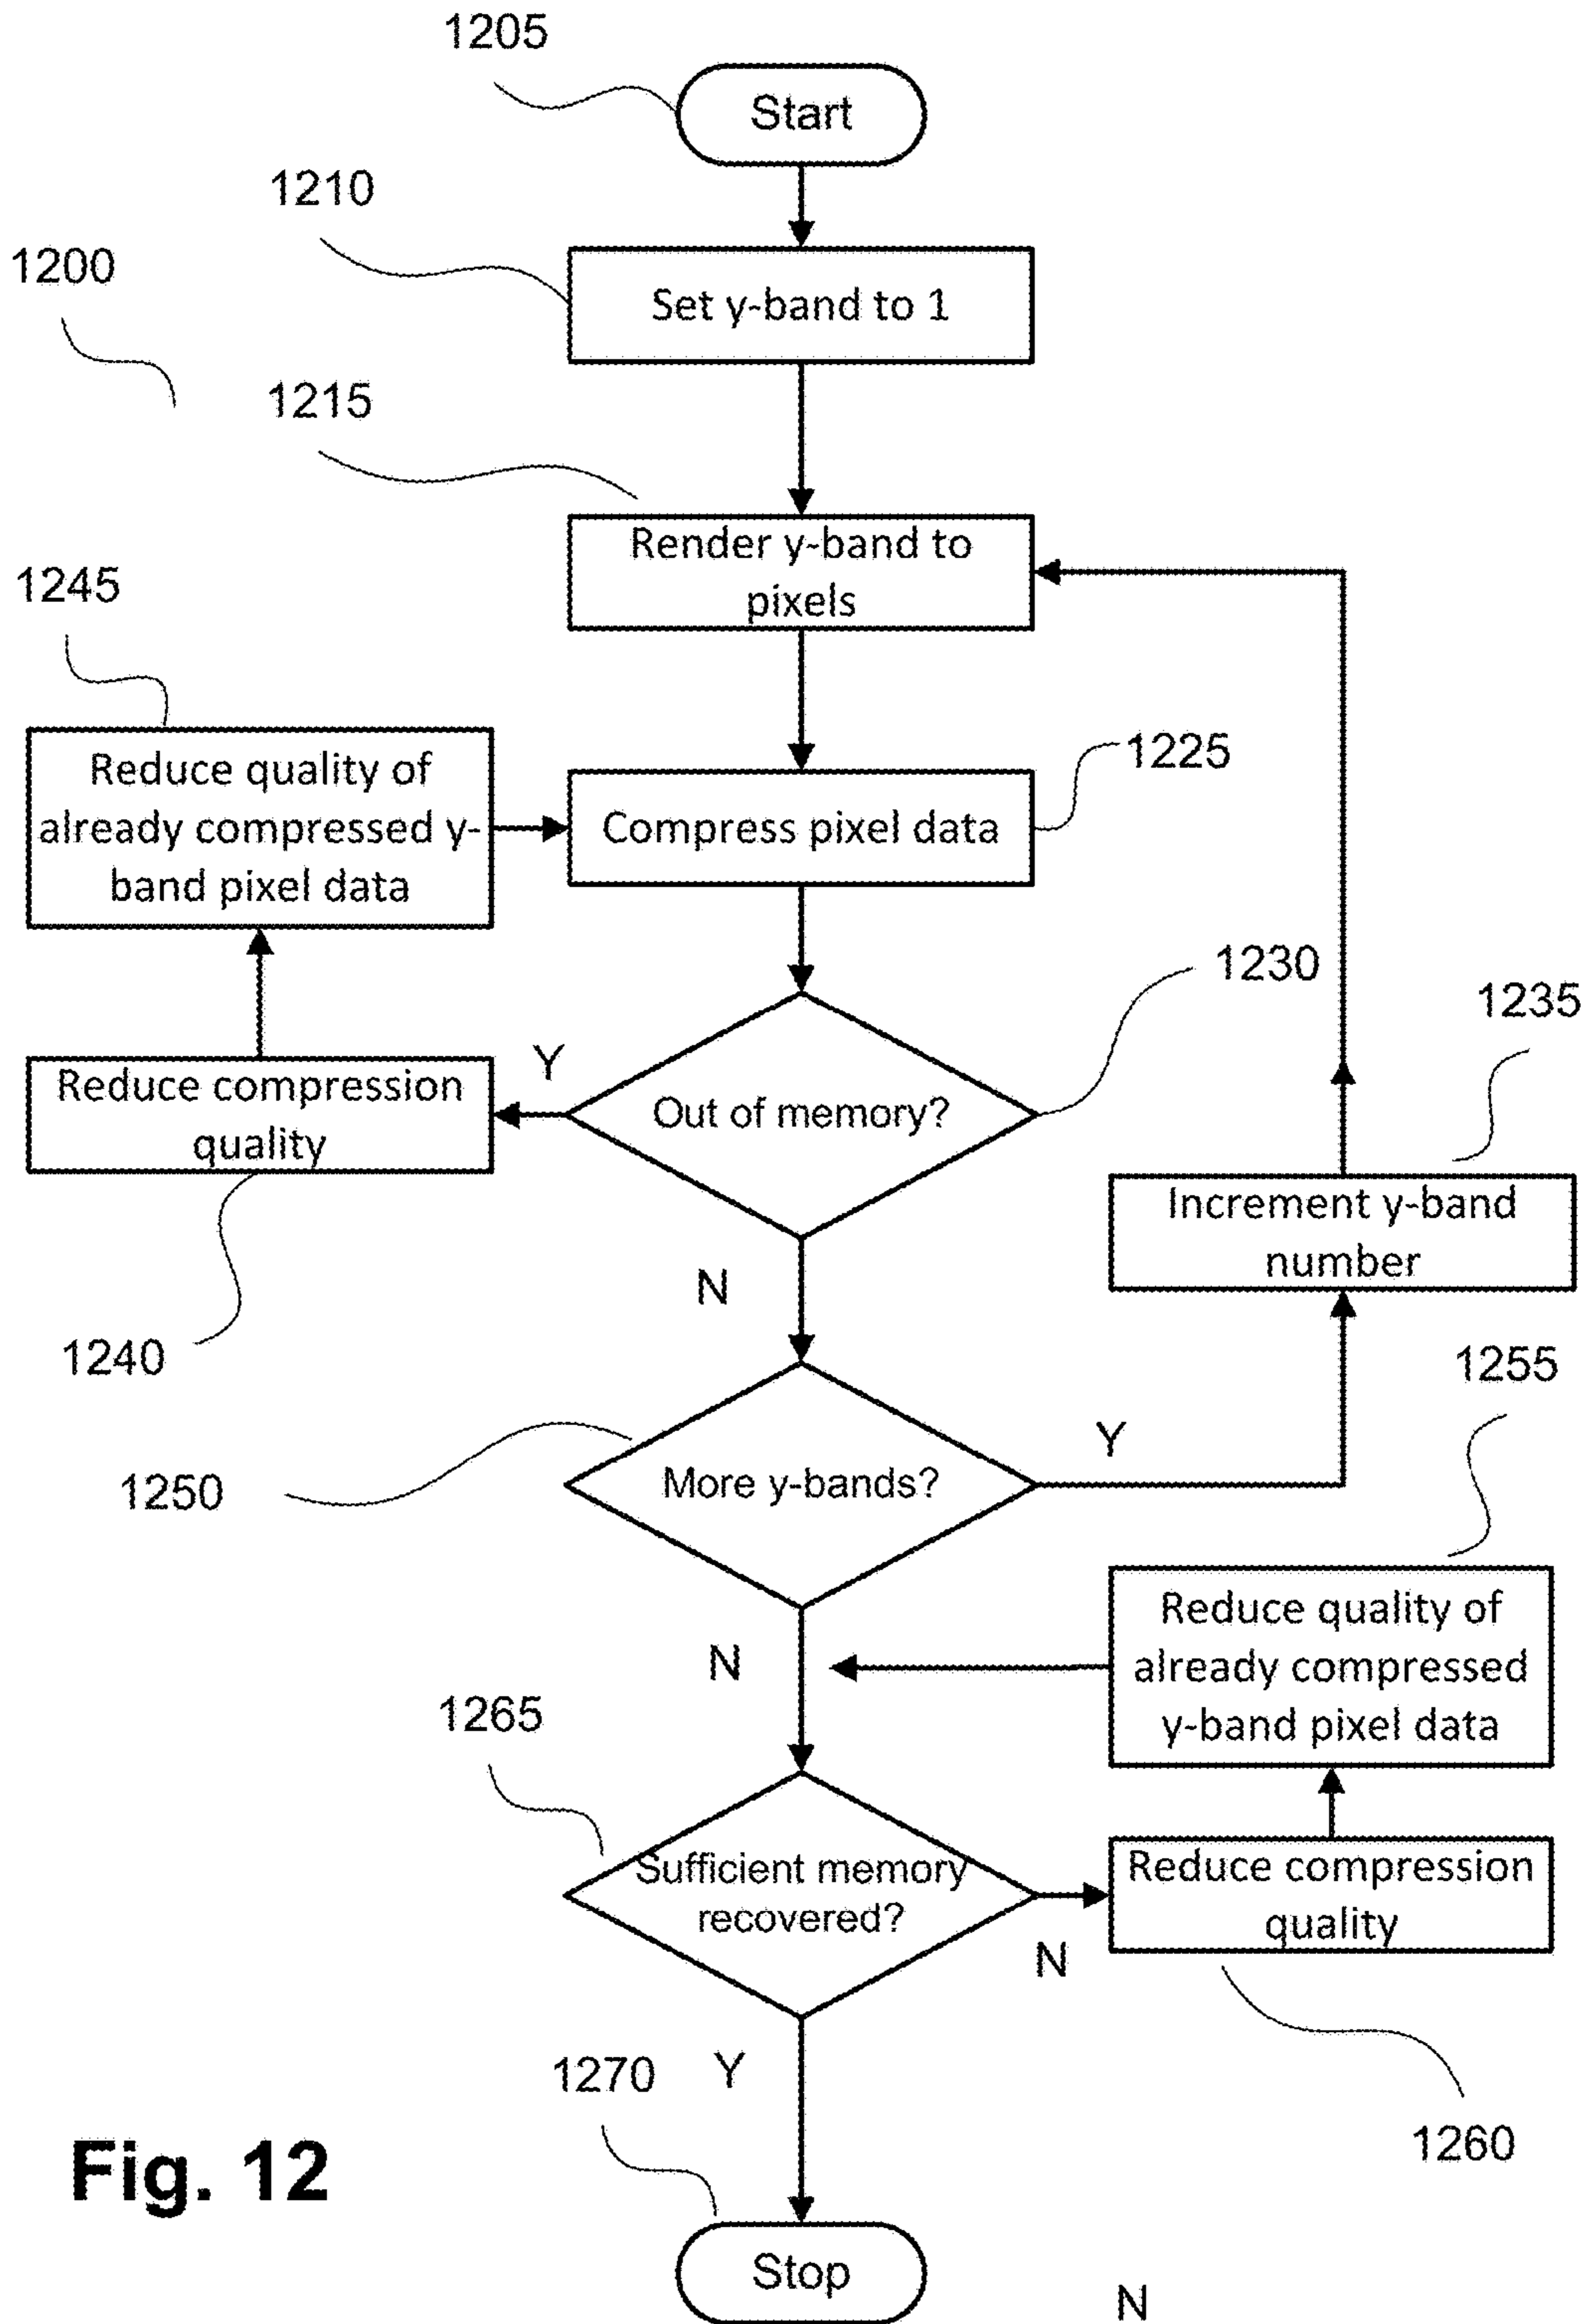 1205
Start
1210
1200
Set y-band to 1
1215
Render y-band to
pixels
1245
Reduce quality of
already compressed y-
band pixel data
1225
Compress pixel data
1230
1235
Y
Reduce compression
quality
Out of memory?
Increment y-band
number
N
1240
1255
1250
More y-bands?
Y
Reduce quality of
already compressed
y-band pixel data
N
1265
Sufficient memory
recovered?
Reduce compression
quality
N
1260
1270
Y
Fig. 12
Stop
N